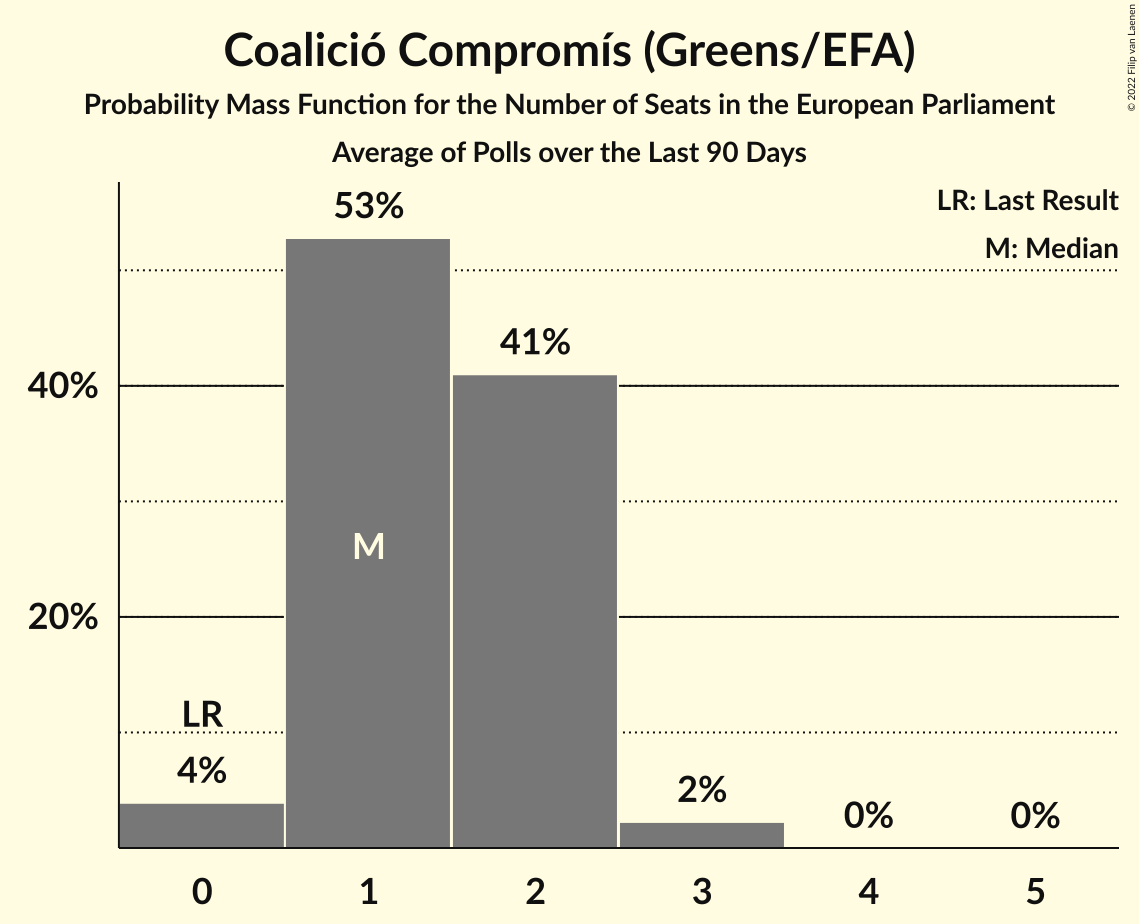 Coalició Compromís (Greens/EFA)
Probability Mass Function for the Number of Seats in the European Parliament
Average of Polls over the Last 90 Days
© 2022 Filip van Laenen
LR: Last Result
M: Median
53%
41%
40%
M
20%
LR
4%
2%
0%
0%
0 1 2 3 4 5